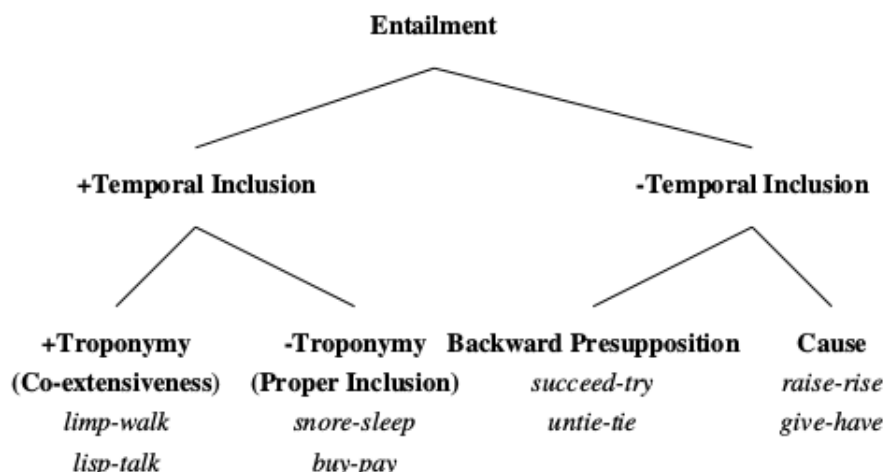 Entailment
+Temporal Inclusion -Temporal Inclusion
+Troponymy -Troponymy Backward Presupposition Cause
(Co-extensiveness) (Proper Inclusion) succeed-try raise-rise
limp-walk snore-sleep untie-tie give-have
lisp-talk buy-pay